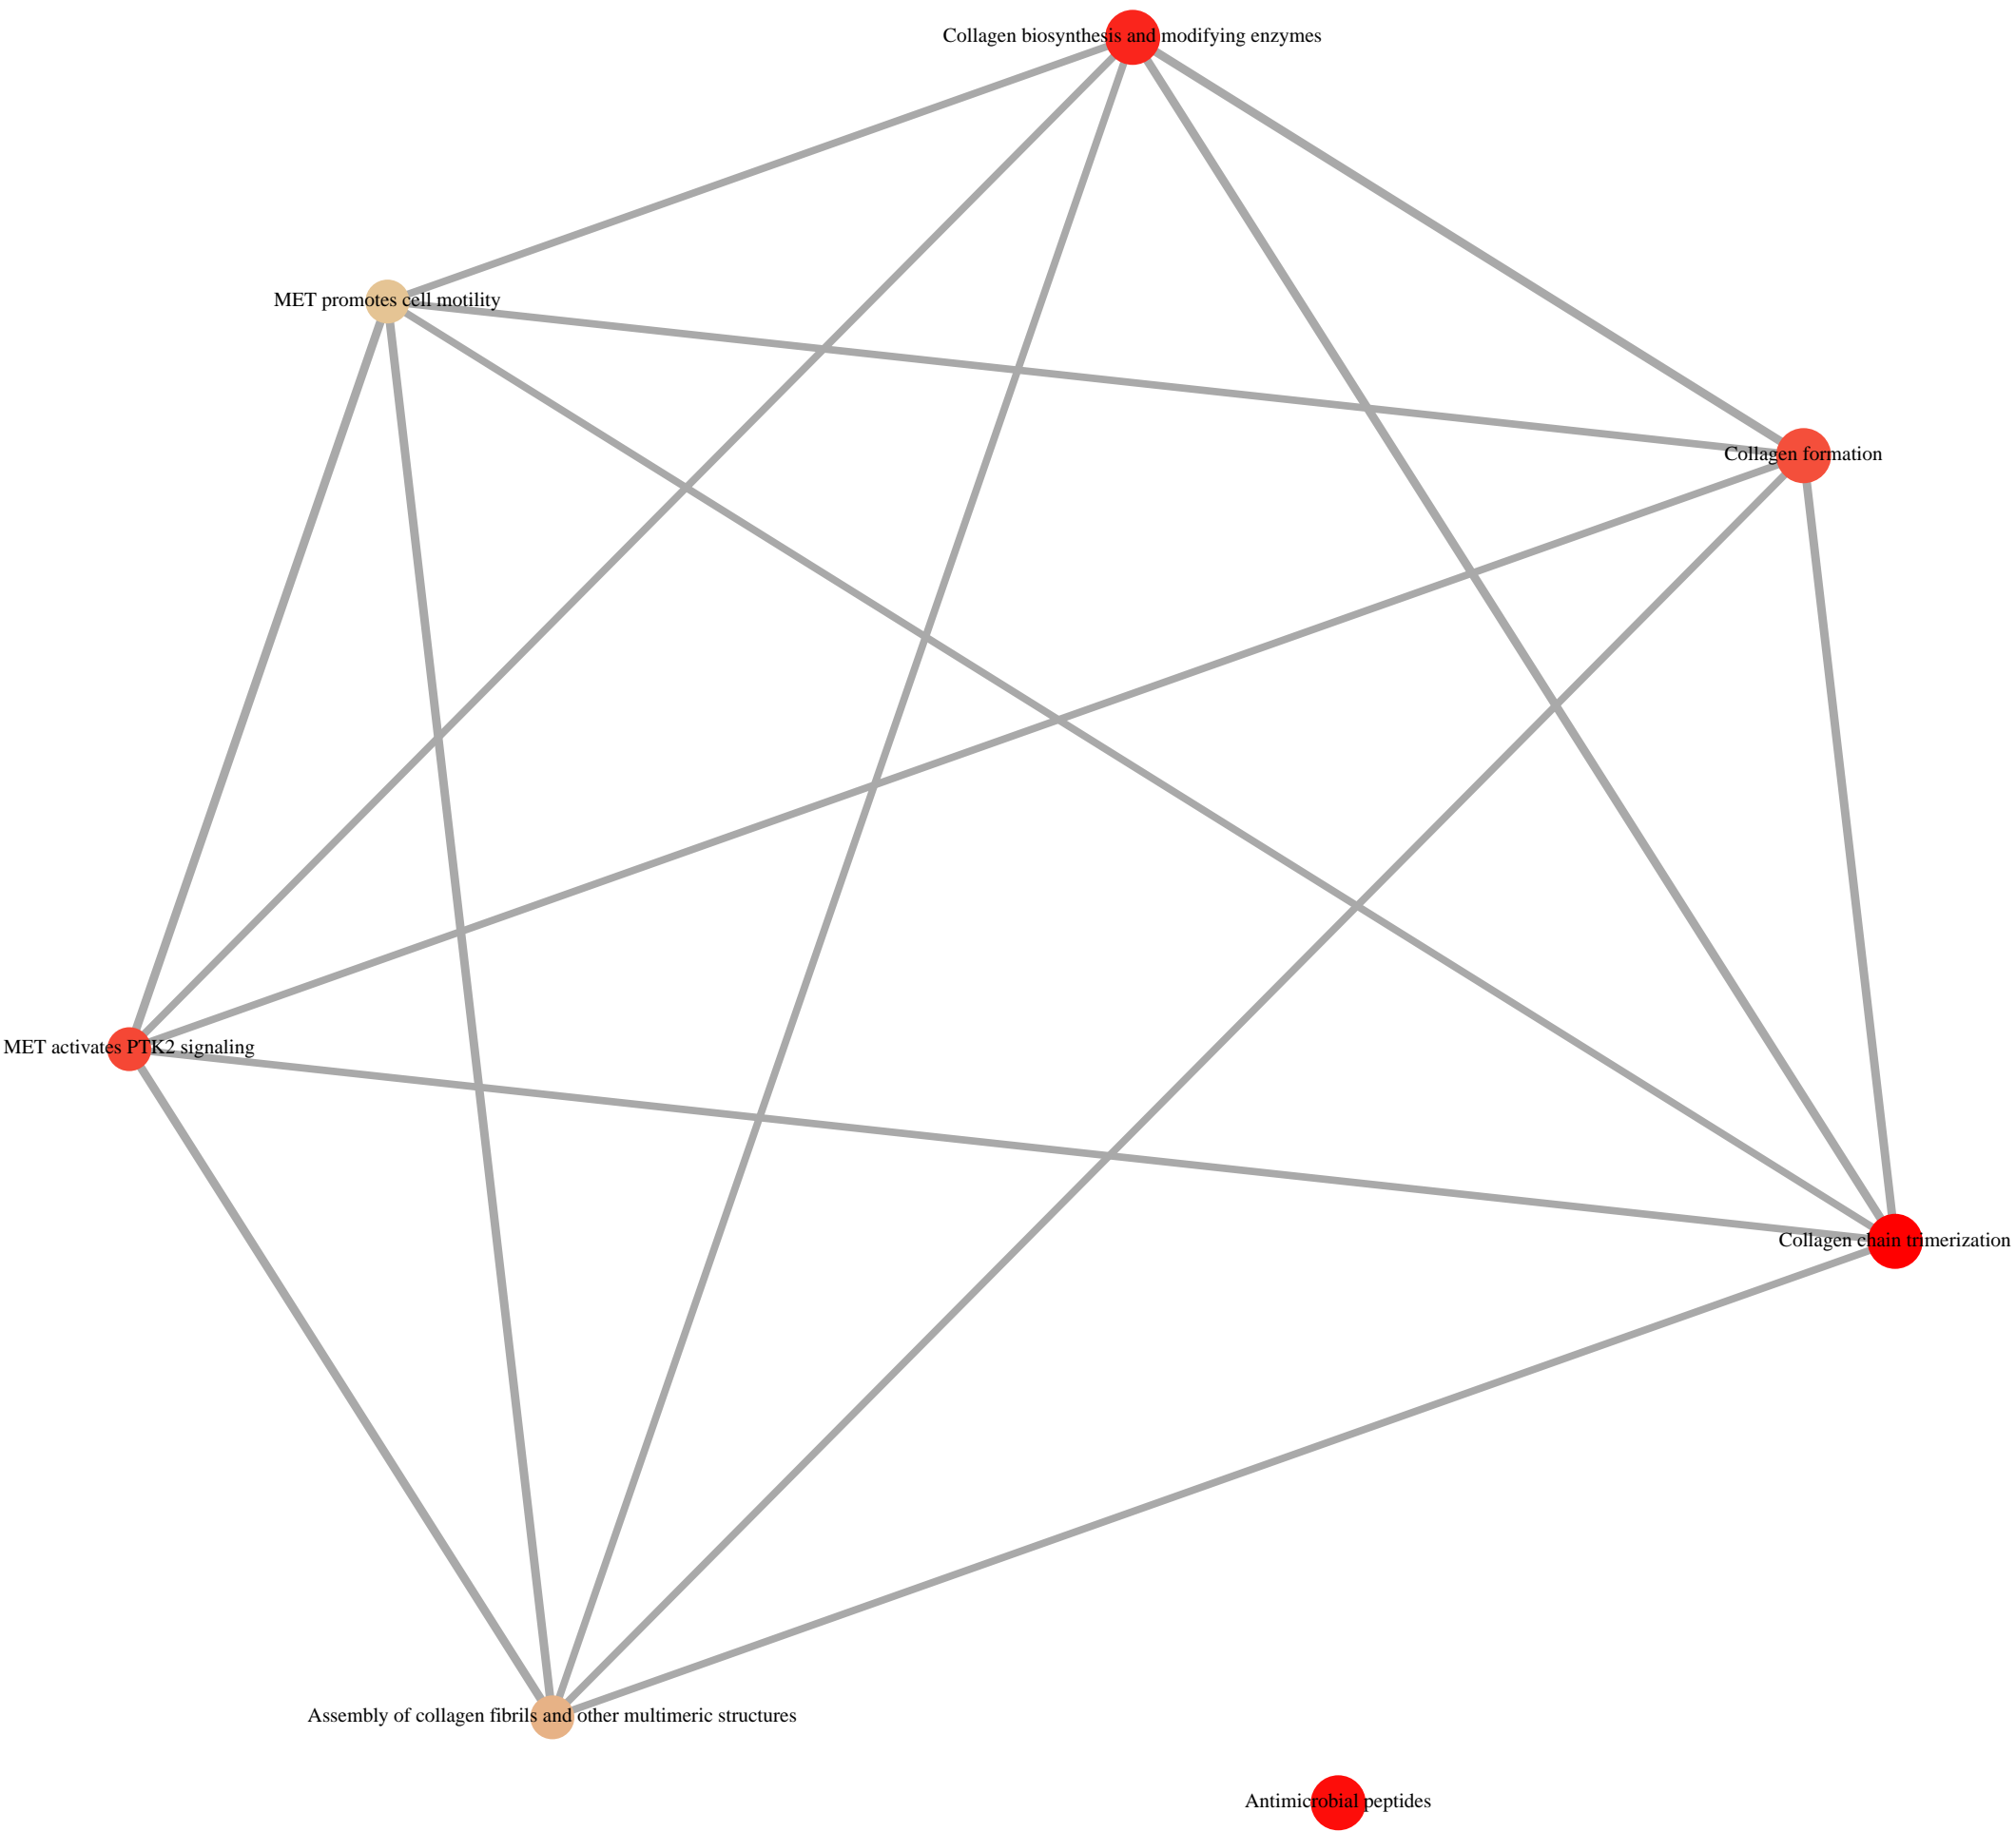 Collagen biosynthesis and modifying enzymes
MET promotes cell motility
Collagen formation
MET activates PTK2 signaling
Collagen chain trimerization
Assembly of collagen fibrils and other multimeric structures
Antimicrobial peptides